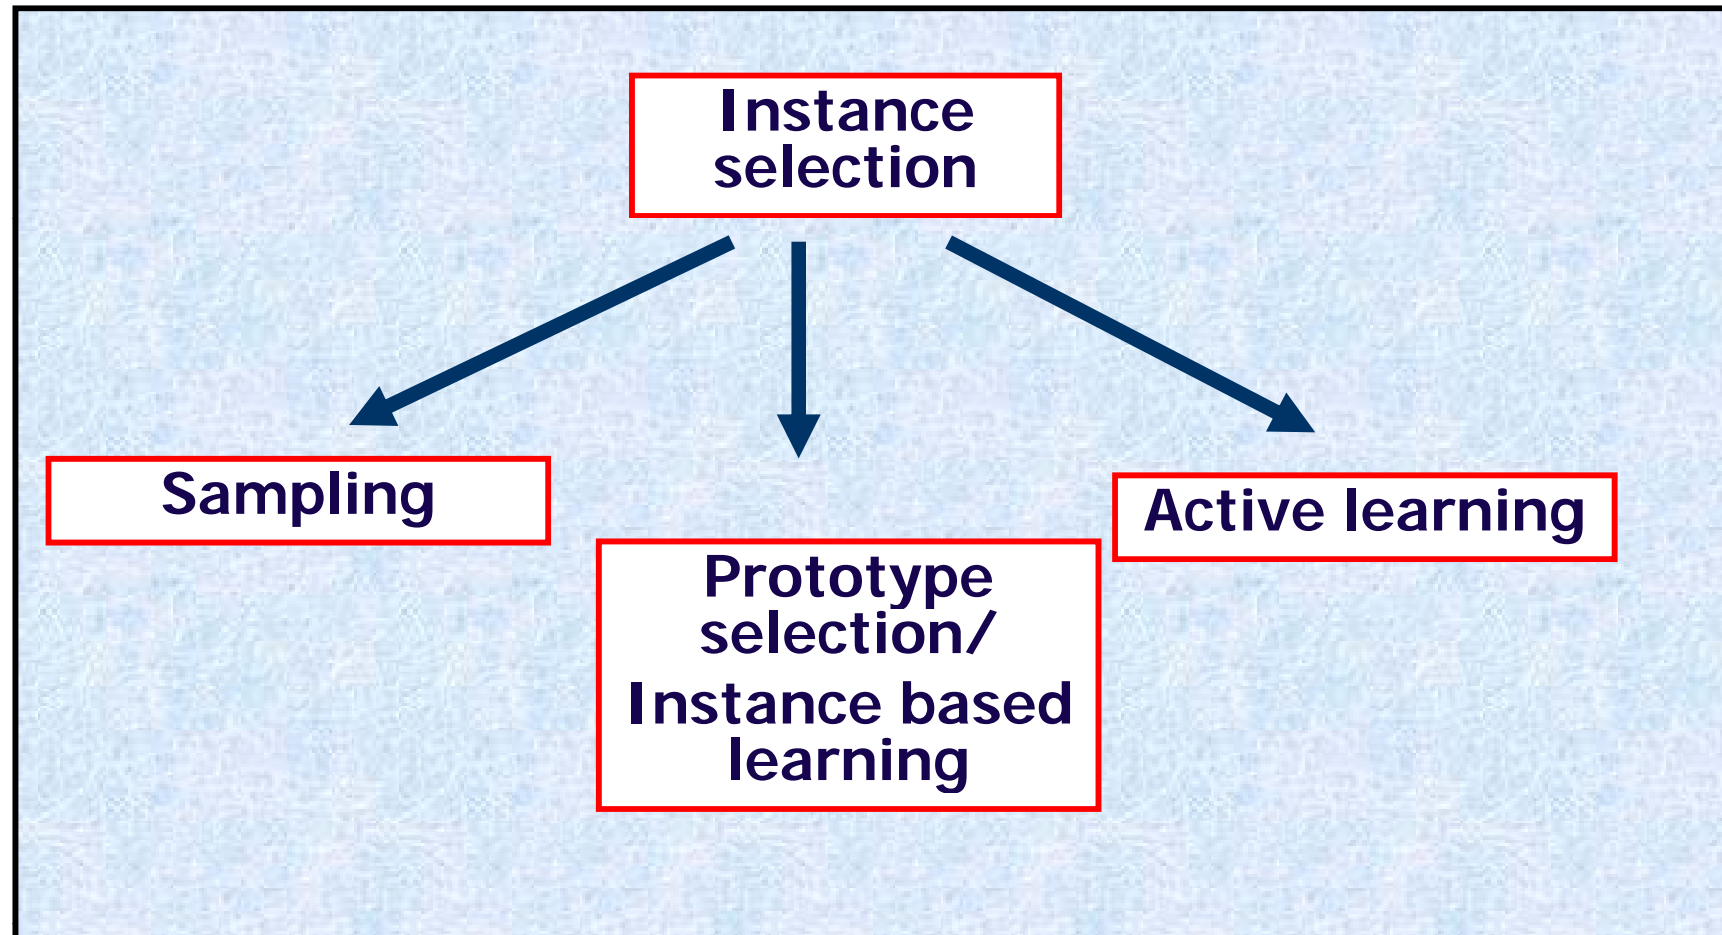 Instance
selection
Sampling
Active learning
Prototype
selection/
Instance based
learning